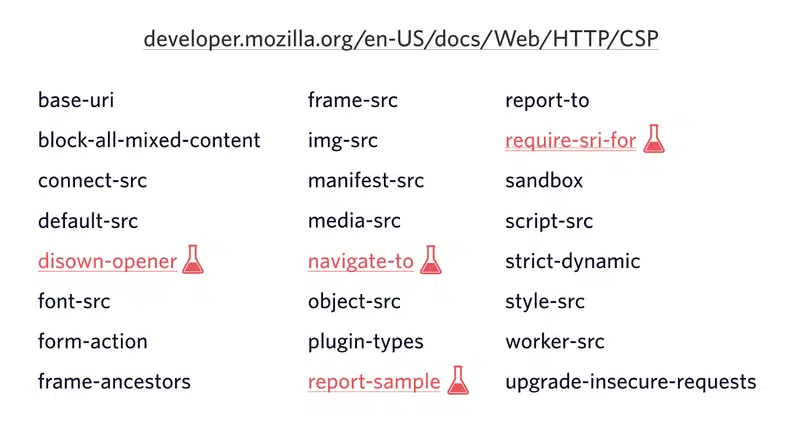 developer.mozilla.org/en-US/docs/Web/HTTP/CSP
base-uri
block-all-mixed-content
connect-src
default-src
disown-opener
font-src
form-action
frame-ancestors
frame-src
img-src
manifest-src
media-src
navigate-to
object-src
plugin-types
report-sample
report-to
require-sri-for
sandbox
script-src
strict-dynamic
style-src
worker-src
upgrade-insecure-requests